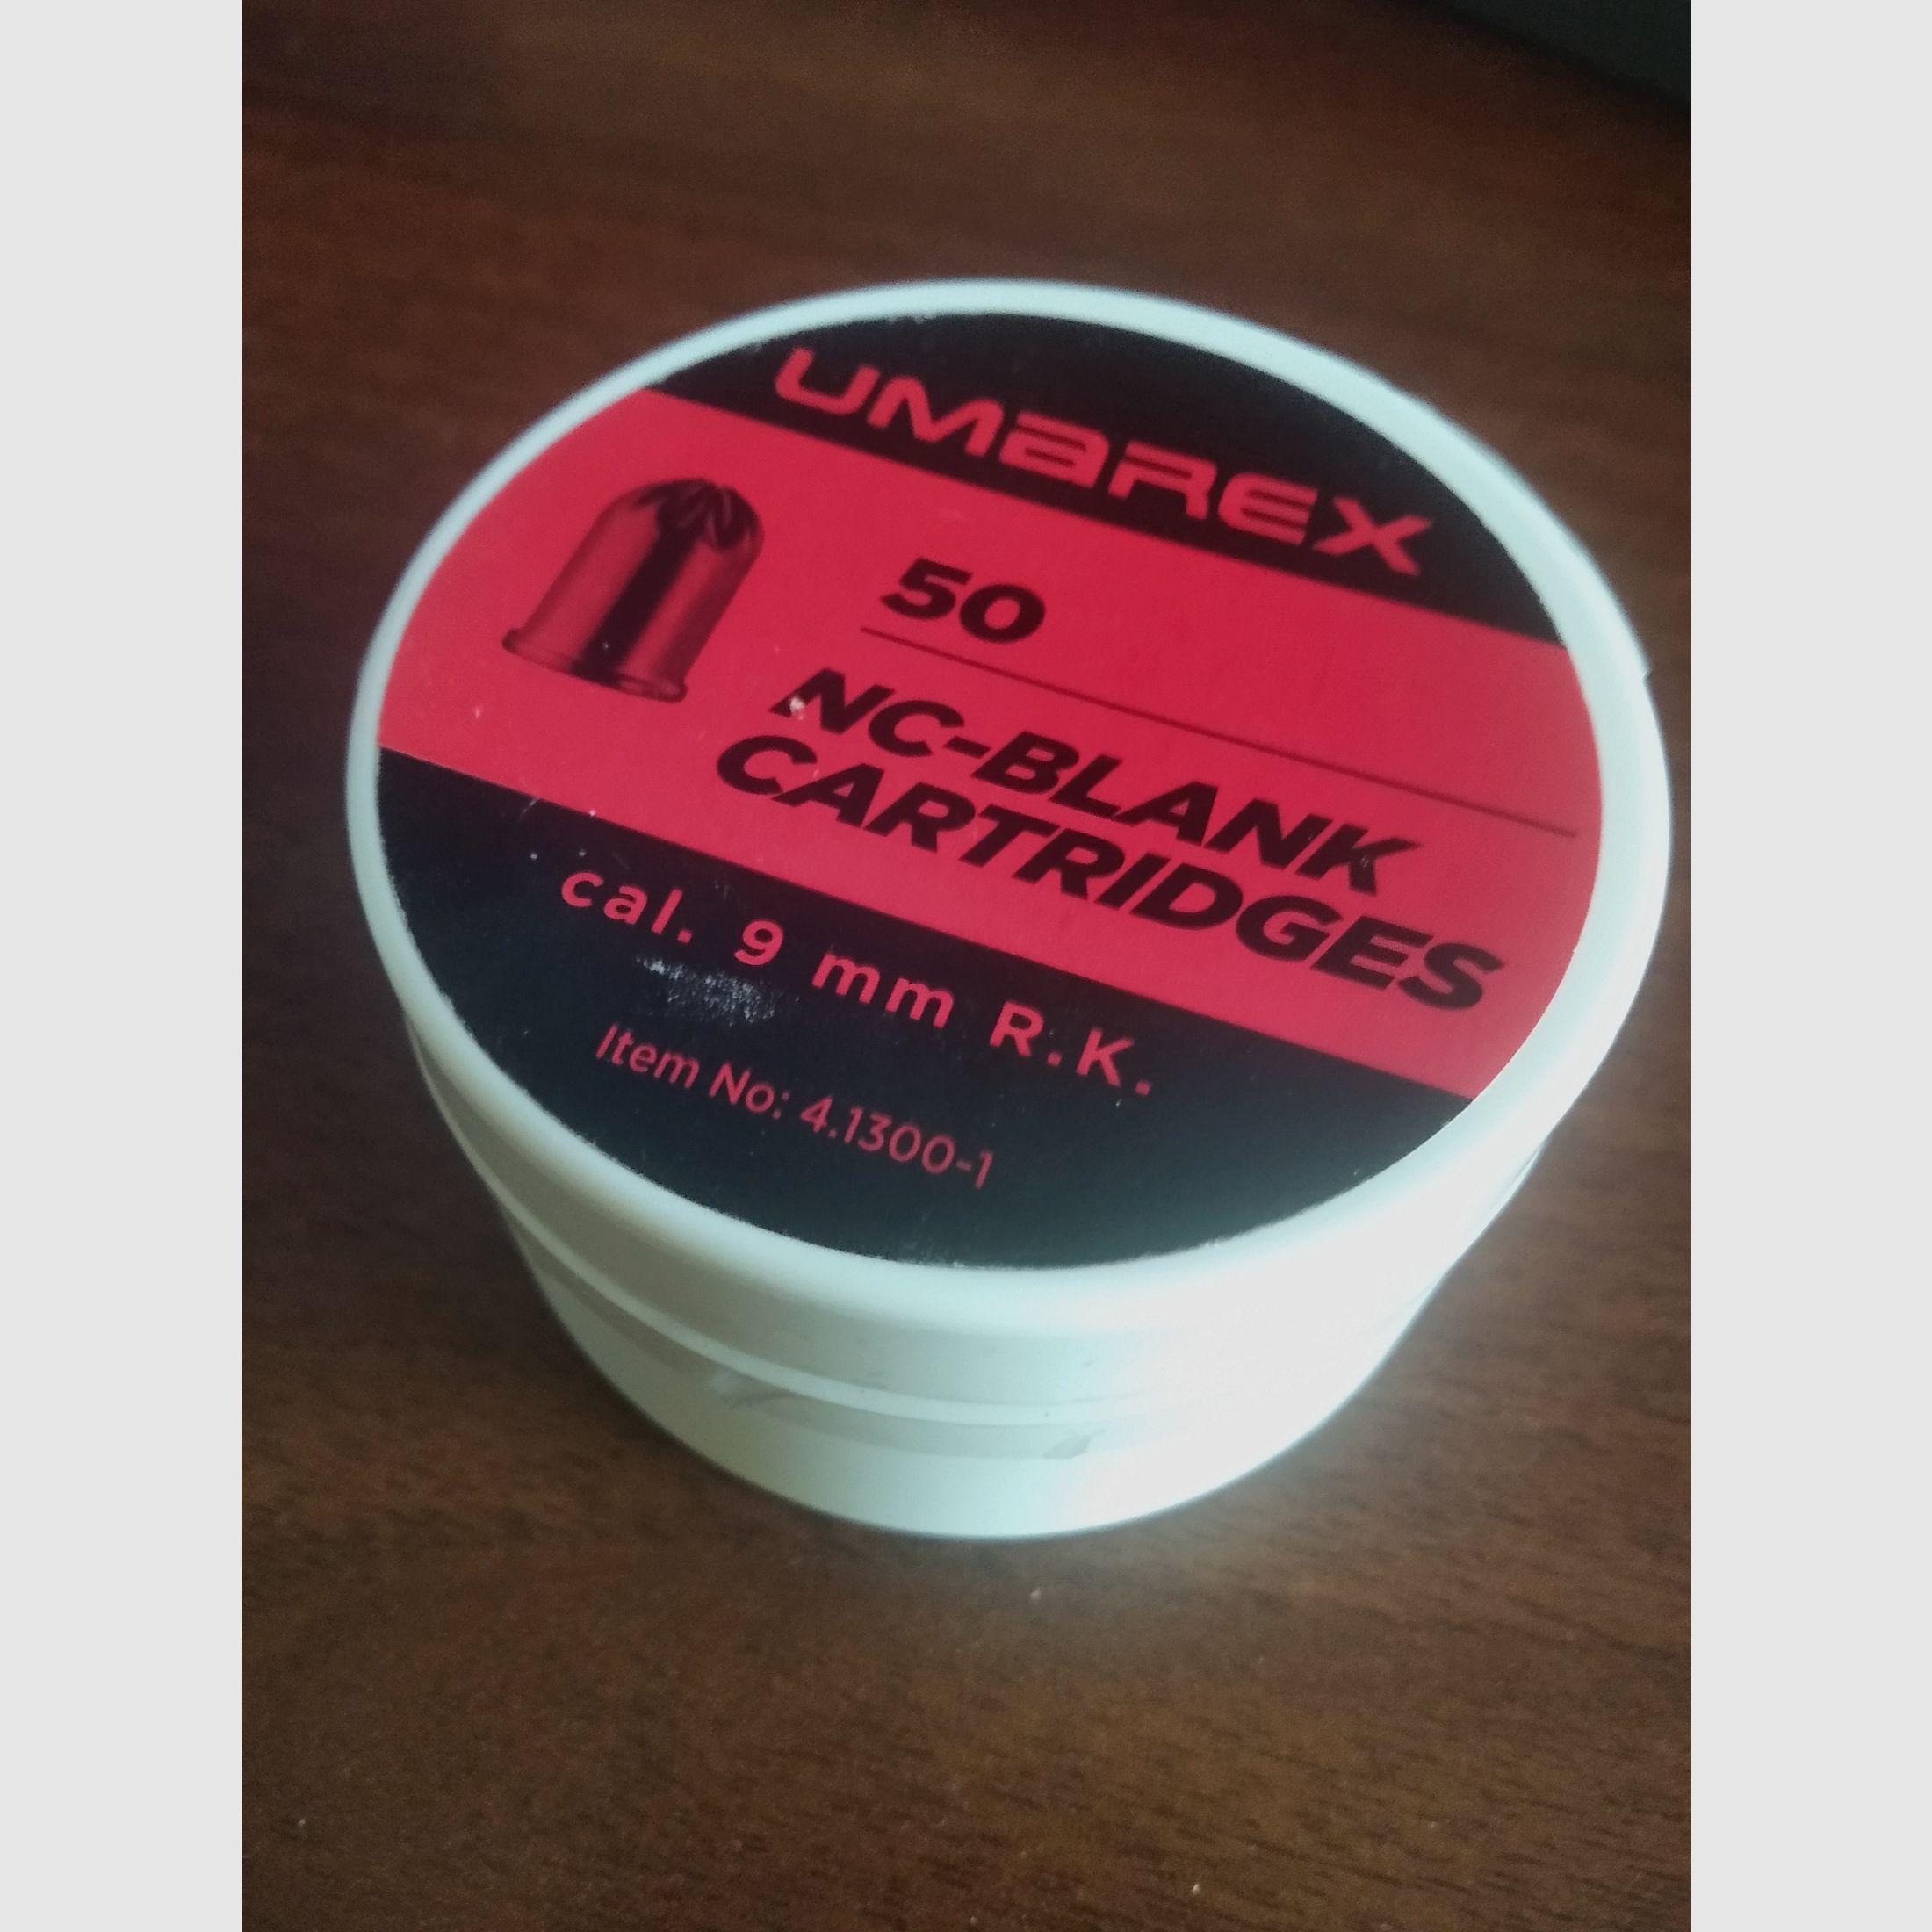 UMAREX
50
NC-BLANK
CARTRIDGES
cal. 9 mm R.K.
Item No: 4.1300-1